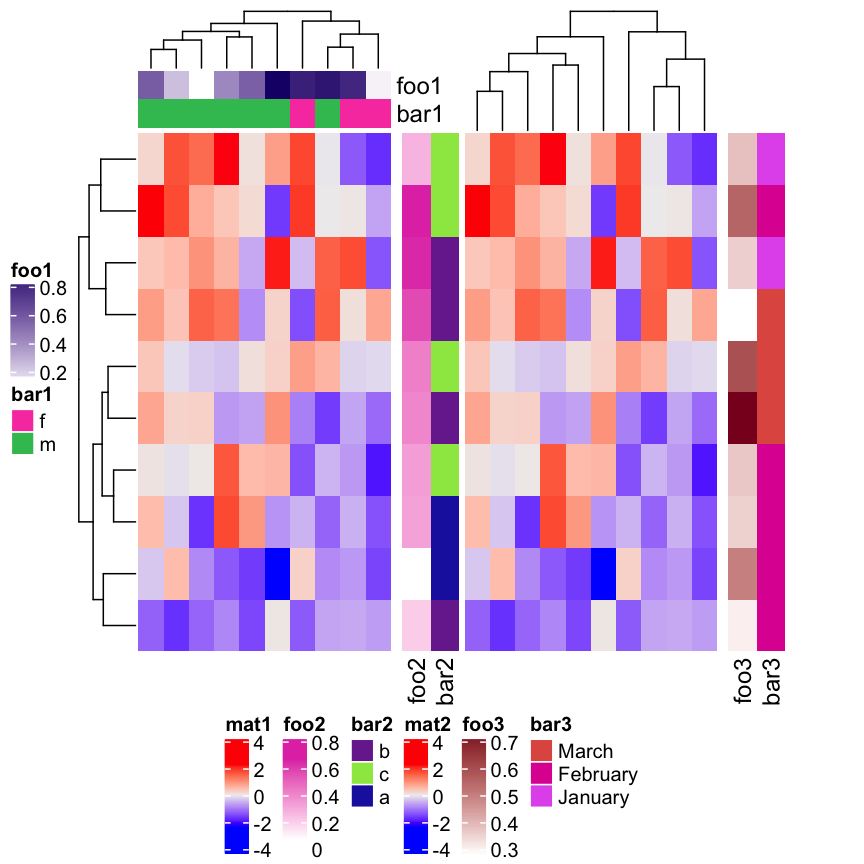 foo1
bar1
foo1
0.8
0.6
0.4
0.2
bar1
f
m
foo2
bar2
foo3
bar3
mat1 foo2 bar2 mat2 foo3 bar3
4 0.8 b 4 0.7 March
2 0.6 c 2 0.6 February
0 0.4 a 0 0.5 January
-2 0.2 -2 0.4
-4 0 -4 0.3